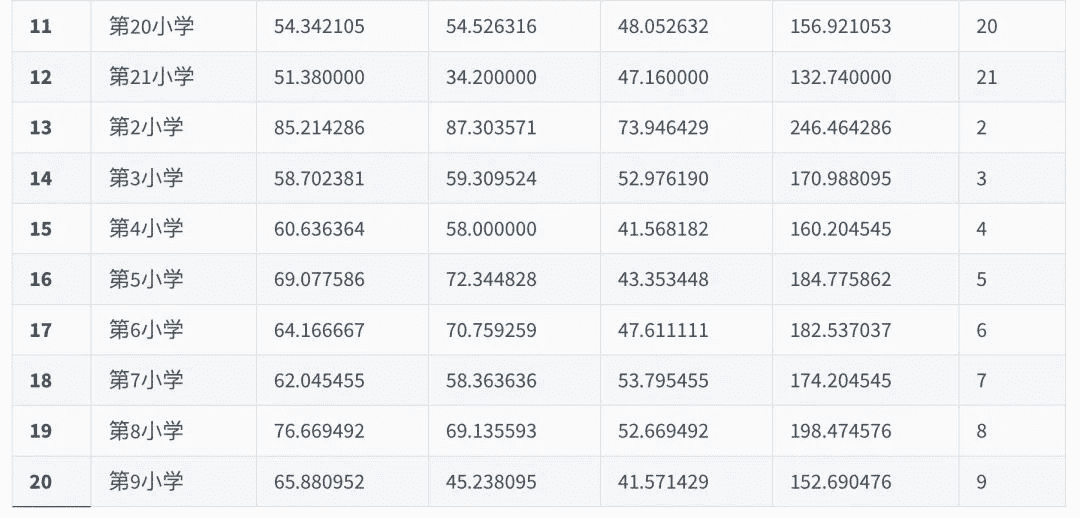 11 第20小学 54.342105 54.526316 48.052632 156.921053 20
12 第21小学 51.380000 34.200000 47.160000 132.740000 21
13 第2小学 85.214286 87.303571 73.946429 246.464286 2
14 第3小学 58.702381 59.309524 52.976190 170.988095 3
15 第4小学 60.636364 58.000000 41.568182 160.204545 4
16 第5小学 69.077586 72.344828 43.353448 184.775862 5
17 第6小学 64.166667 70.759259 47.611111 182.537037 6
18 第7小学 62.045455 58.363636 53.795455 174.204545 7
19 第8小学 76.669492 69.135593 52.669492 198.474576 8
20 第9小学 65.880952 45.238095 41.571429 152.690476 9